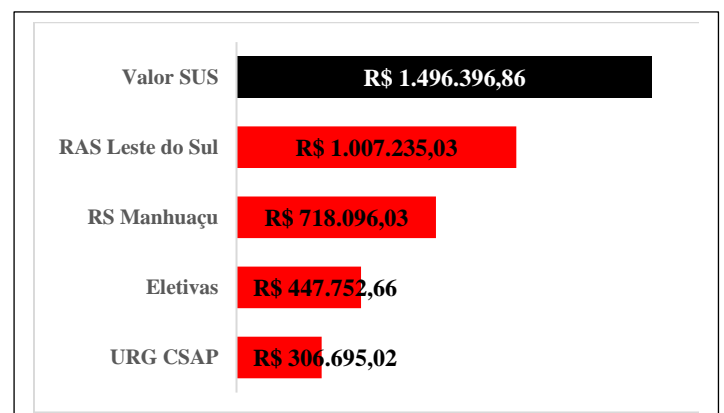 Valor SUS R$ 1.496.396,86
RAS Leste do Sul R$ 1.007.235,03
RS Manhuaçu R$ 718.096,03
Eletivas R$ 447.752,66
URG CSAP R$ 306.695,02